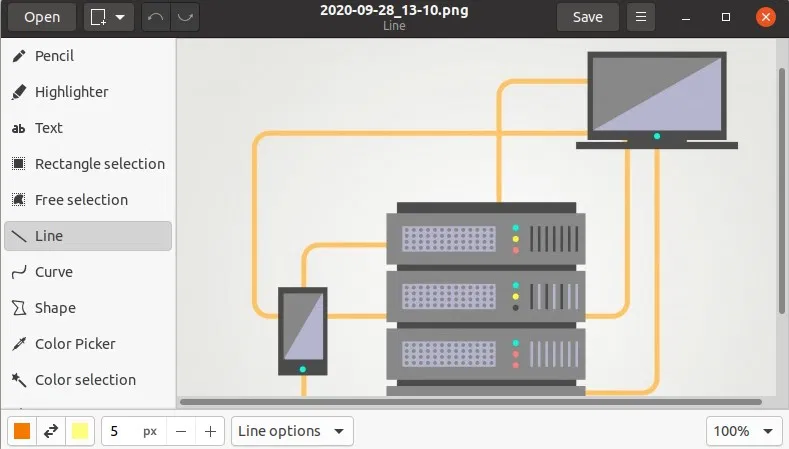 Open
2020-09-28_13-10.png
Line
Save
Pencil
Highlighter
ab Text
Rectangle selection
Free selection
Line
Curve
Shape
Color Picker
Color selection
5 px
Line options
100%